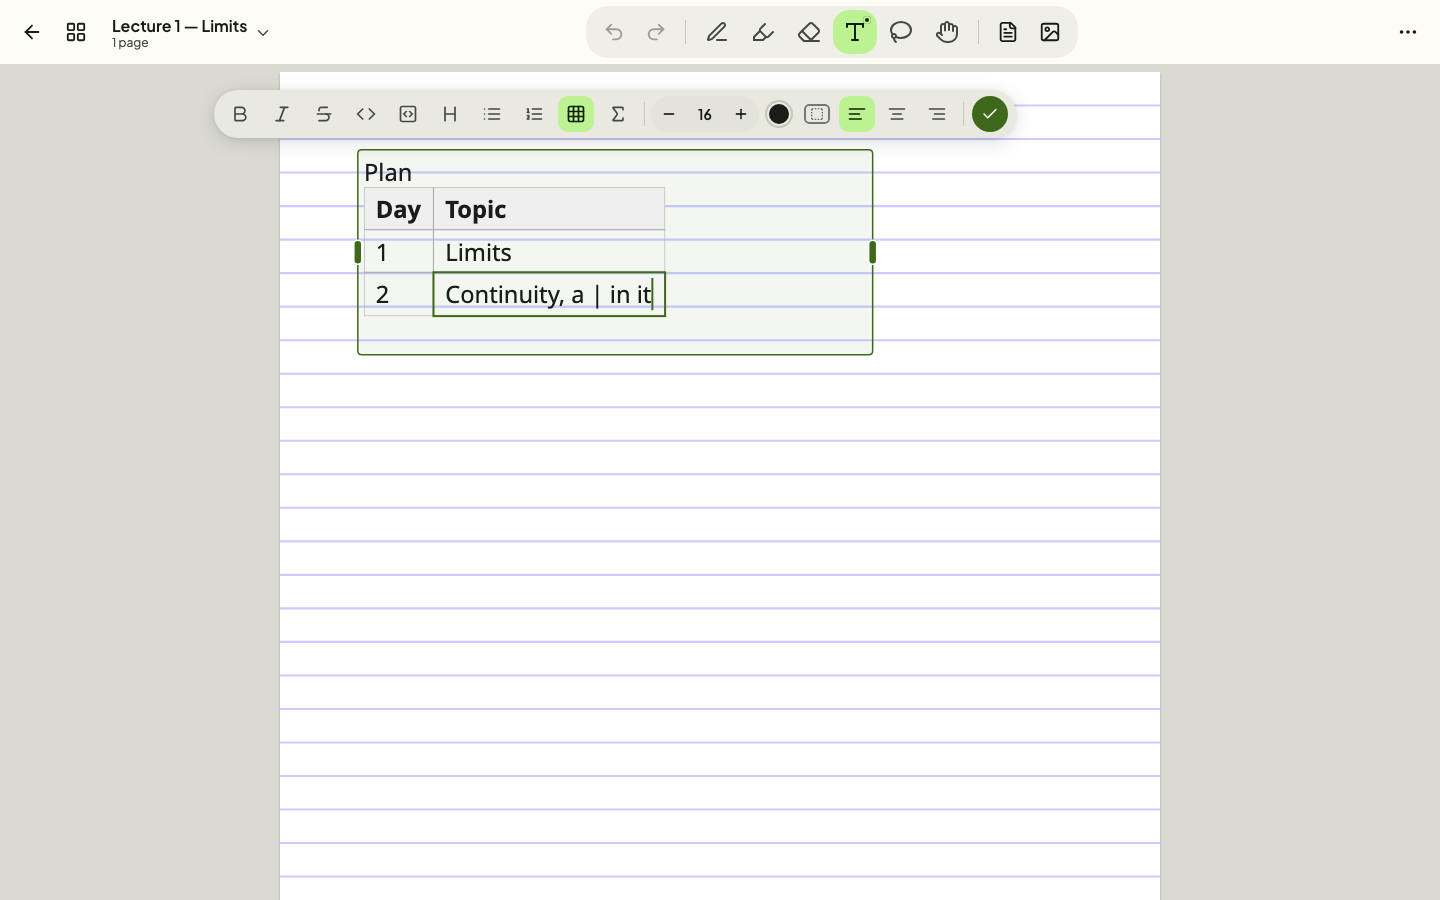 Lecture 1 — Limits
1 page
16
Plan
Day Topic
1 Limits
2 Continuity, a | in it